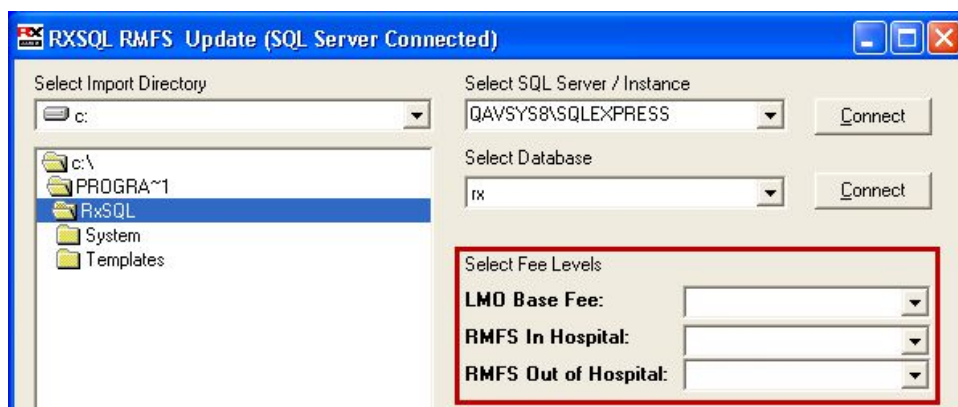 RXSQL RMFS Update (SQL Server Connected)
Select Import Directory
c:
c:\
PROGRA~1
RxSQL
System
Templates
Select SQL Server / Instance
QAVSYS8\SQLEXPRESS
Connect
Select Database
rx
Connect
Select Fee Levels
LMO Base Fee:
RMFS In Hospital:
RMFS Out of Hospital: